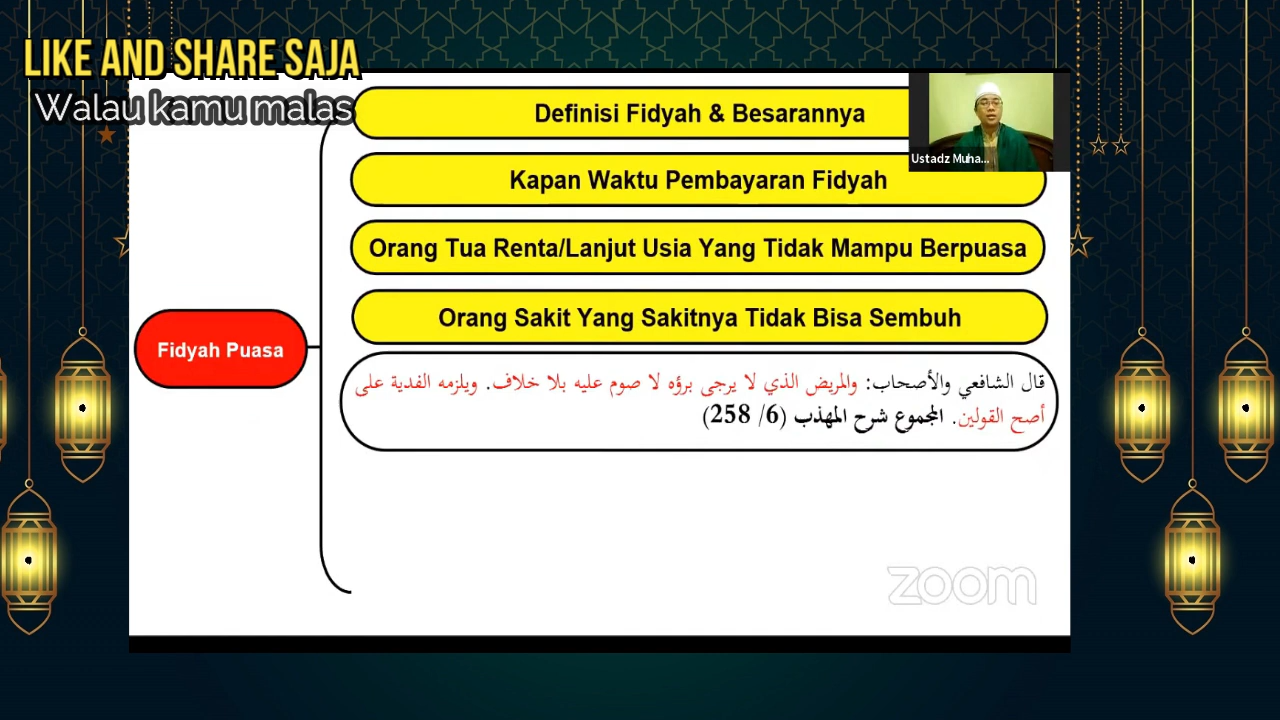 LIKE AND SHARE SAJA
Walau kamu malas
Definisi Fidyah & Besarannya
Ustadz Muha...
Kapan Waktu Pembayaran Fidyah
Orang Tua Renta/Lanjut Usia Yang Tidak Mampu Berpuasa
Orang Sakit Yang Sakitnya Tidak Bisa Sembuh
Fidyah Puasa
قال الشافعي والأصحاب: والمريض الذي لا يرجى برؤه لا صوم عليه بلا خلاف. ويلزمه الفدية على
أصح القولين. المجموع شرح المهذب (6/ 258)
zoom